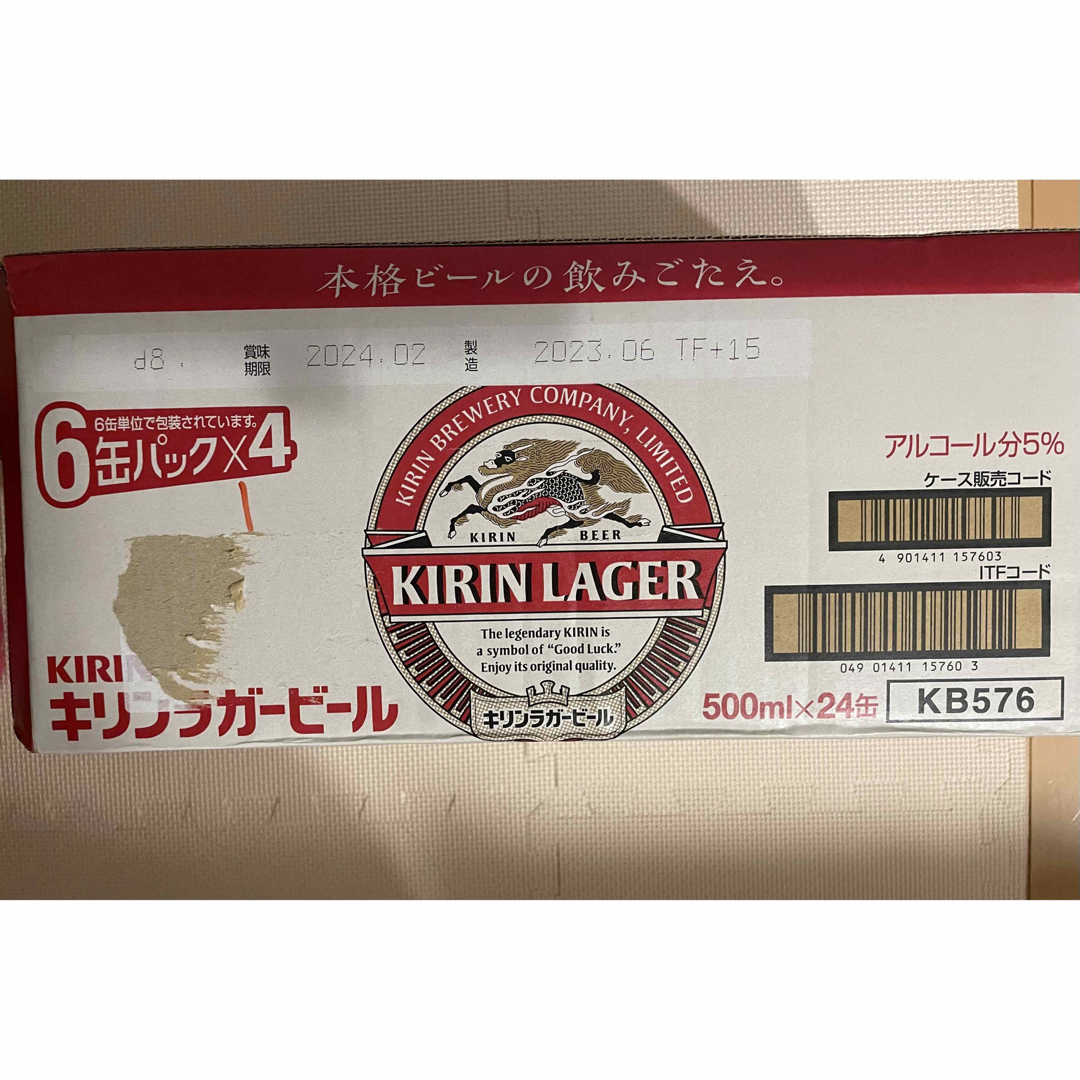 本格ビールの飲みごたえ。
d8. 賞味期限 2024.02 製造 2023.06 TF+15
6缶単位で包装されています。
6缶パック×4
KIRIN BREWERY COMPANY, LIMITED
KIRIN BEER
KIRIN LAGER
The legendary KIRIN is
a symbol of “Good Luck.”
Enjoy its original quality.
キリンラガービール
アルコール分5%
ケース販売コード
4 901411 157603
ITFコード
049 01411 15760 3
KIRIN
キリンラガービール
500ml×24缶
KB576